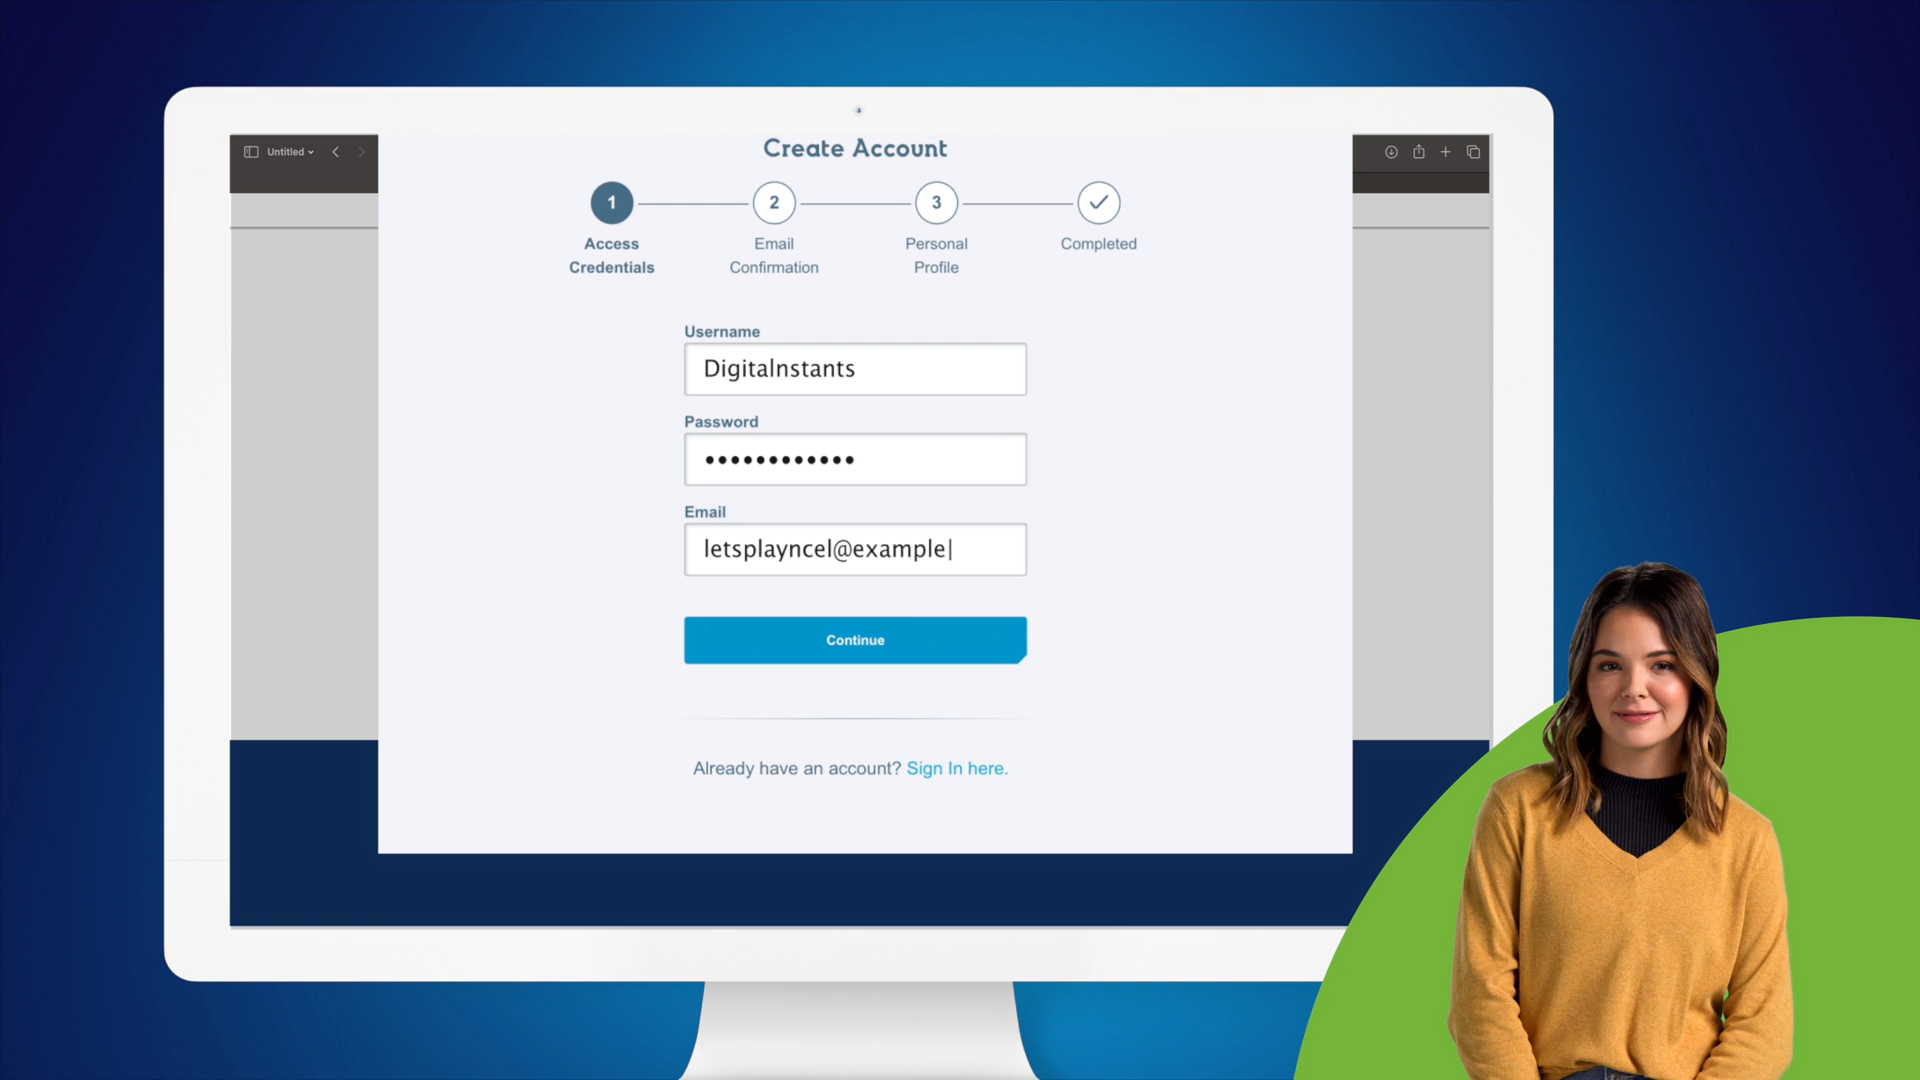 Untitled
Create Account
1
2
3
Access
Credentials
Email
Confirmation
Personal
Profile
Completed
Username
Digitalnstants
Password
••••••••••••
Email
letsplayncel@example
Continue
Already have an account? Sign In here.